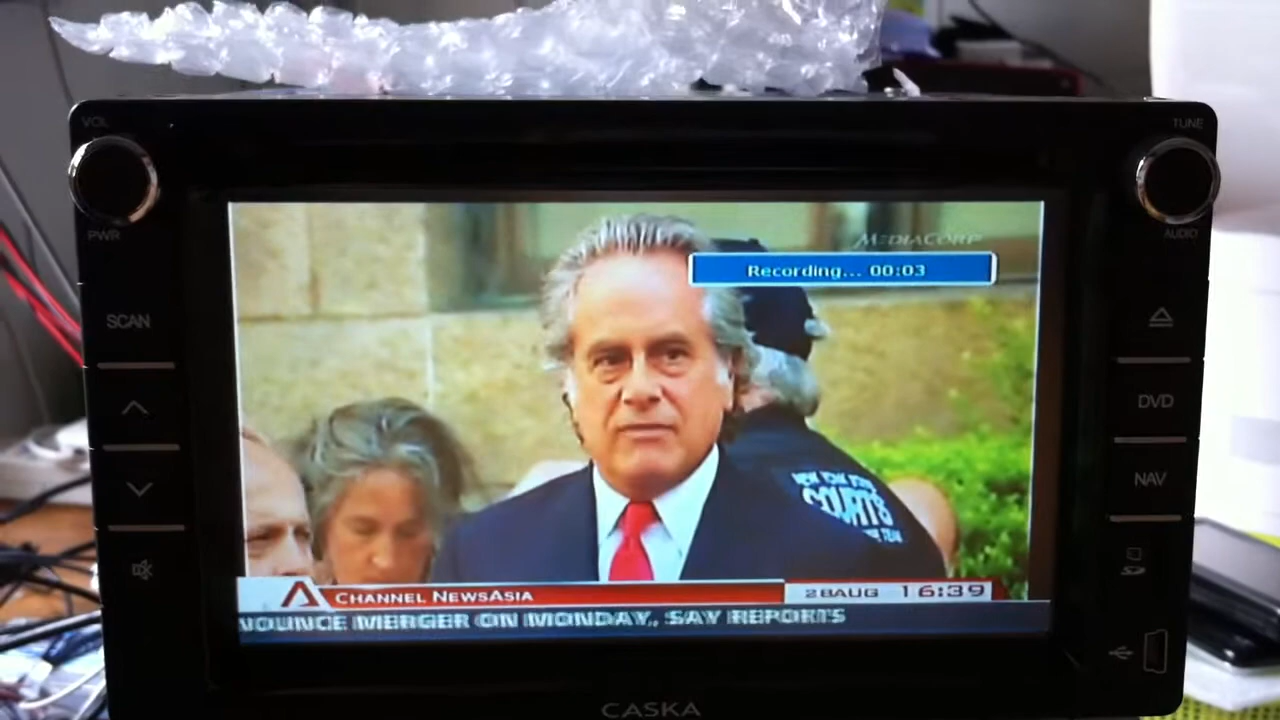 VOL
TUNE
PWR
AUDIO
MEDIACORP
Recording... 00:03
SCAN
DVD
NAV
NEW YORK STATE
COURTS
TEAM
CHANNEL NEWSASIA
28AUG 16:39
NOUNCE MERGER ON MONDAY, SAY REPORTS
CASKA